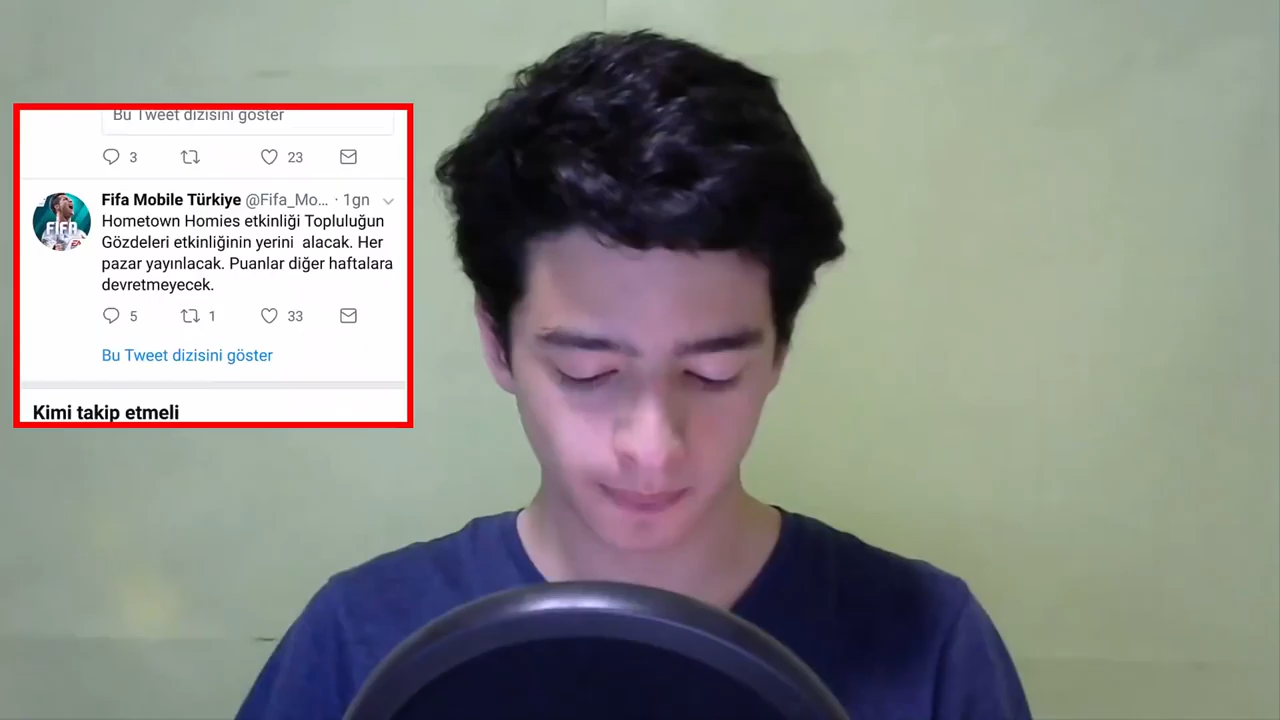 Bu Tweet dizisini göster
3 23
Fifa Mobile Türkiye @Fifa_Mo... · 1gn
FIFA
Hometown Homies etkinliği Topluluğun
Gözdeleri etkinliğinin yerini alacak. Her
pazar yayınlacak. Puanlar diğer haftalara
devretmeyecek.
5 1 33
Bu Tweet dizisini göster
Kimi takip etmeli